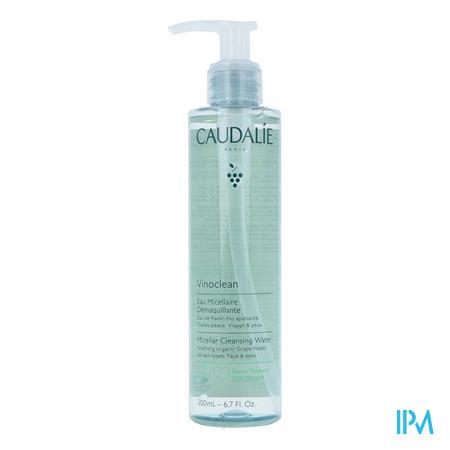 CAUDALÍE
PARIS
Vinoclean
Eau Micellaire
Démaquillante
Eau de Raisin bio apaisante
Toutes peaux. Visage & yeux.
Micellar Cleansing Water
Soothing organic Grape Water
All skin types. Face & eyes.
200mL - 6.7 Fl. Oz.
IPM